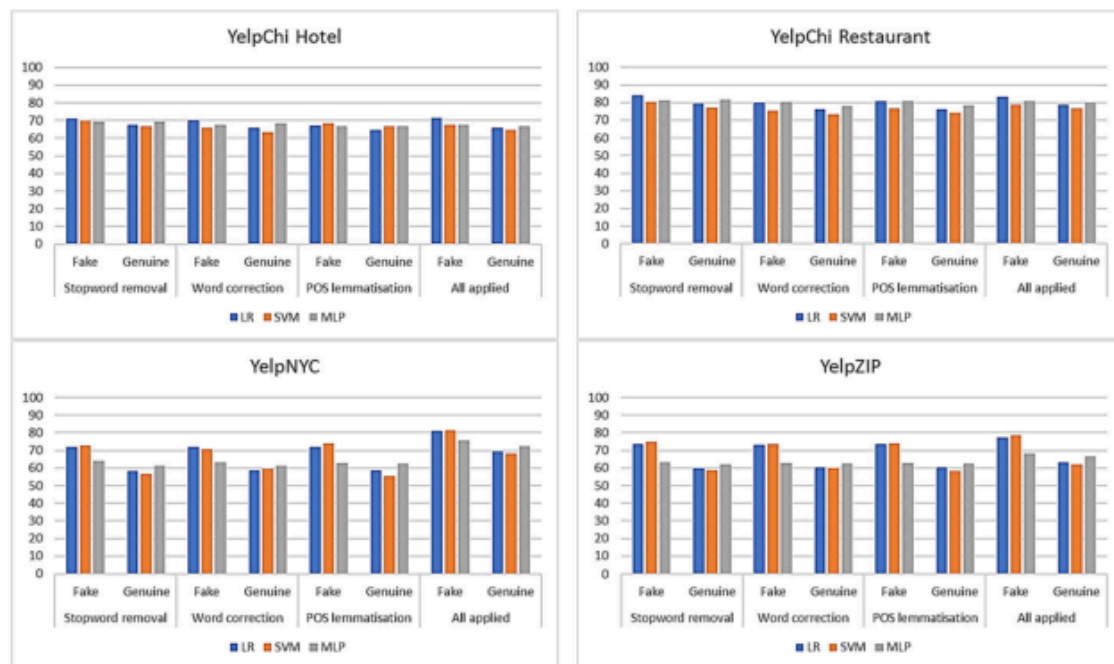 YelpChi Hotel
100
90
80
70
60
50
40
30
20
10
0
Fake Genuine Fake Genuine Fake Genuine Fake Genuine
Stopword removal Word correction POS lemmatisation All applied
LR SVM MLP
YelpChi Restaurant
100
90
80
70
60
50
40
30
20
10
0
Fake Genuine Fake Genuine Fake Genuine Fake Genuine
Stopword removal Word correction POS lemmatisation All applied
LR SVM MLP
YelpNYC
100
90
80
70
60
50
40
30
20
10
0
Fake Genuine Fake Genuine Fake Genuine Fake Genuine
Stopword removal Word correction POS lemmatisation All applied
LR SVM MLP
YelpZIP
100
90
80
70
60
50
40
30
20
10
0
Fake Genuine Fake Genuine Fake Genuine Fake Genuine
Stopword removal Word correction POS lemmatisation All applied
LR SVM MLP